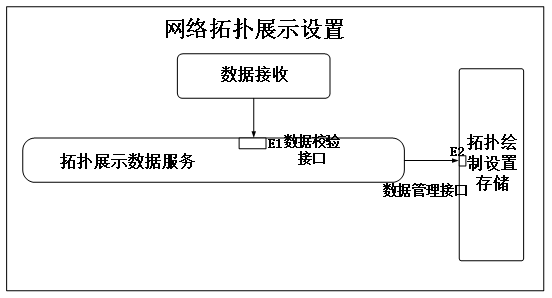 网络拓扑展示设置
数据接收
E1数据校验
接口
拓扑展示数据服务
E2
拓扑绘
制设置
存储
数据管理接口